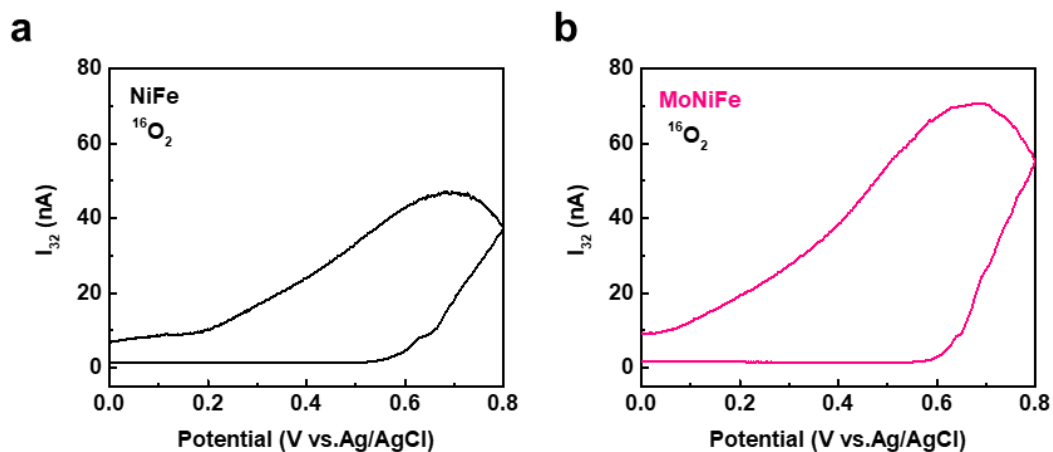 a
NiFe
¹⁶O₂
80
60
40
20
0
I₃₂ (nA)
0.0 0.2 0.4 0.6 0.8
Potential (V vs.Ag/AgCl)
b
MoNiFe
¹⁶O₂
80
60
40
20
0
I₃₂ (nA)
0.0 0.2 0.4 0.6 0.8
Potential (V vs.Ag/AgCl)